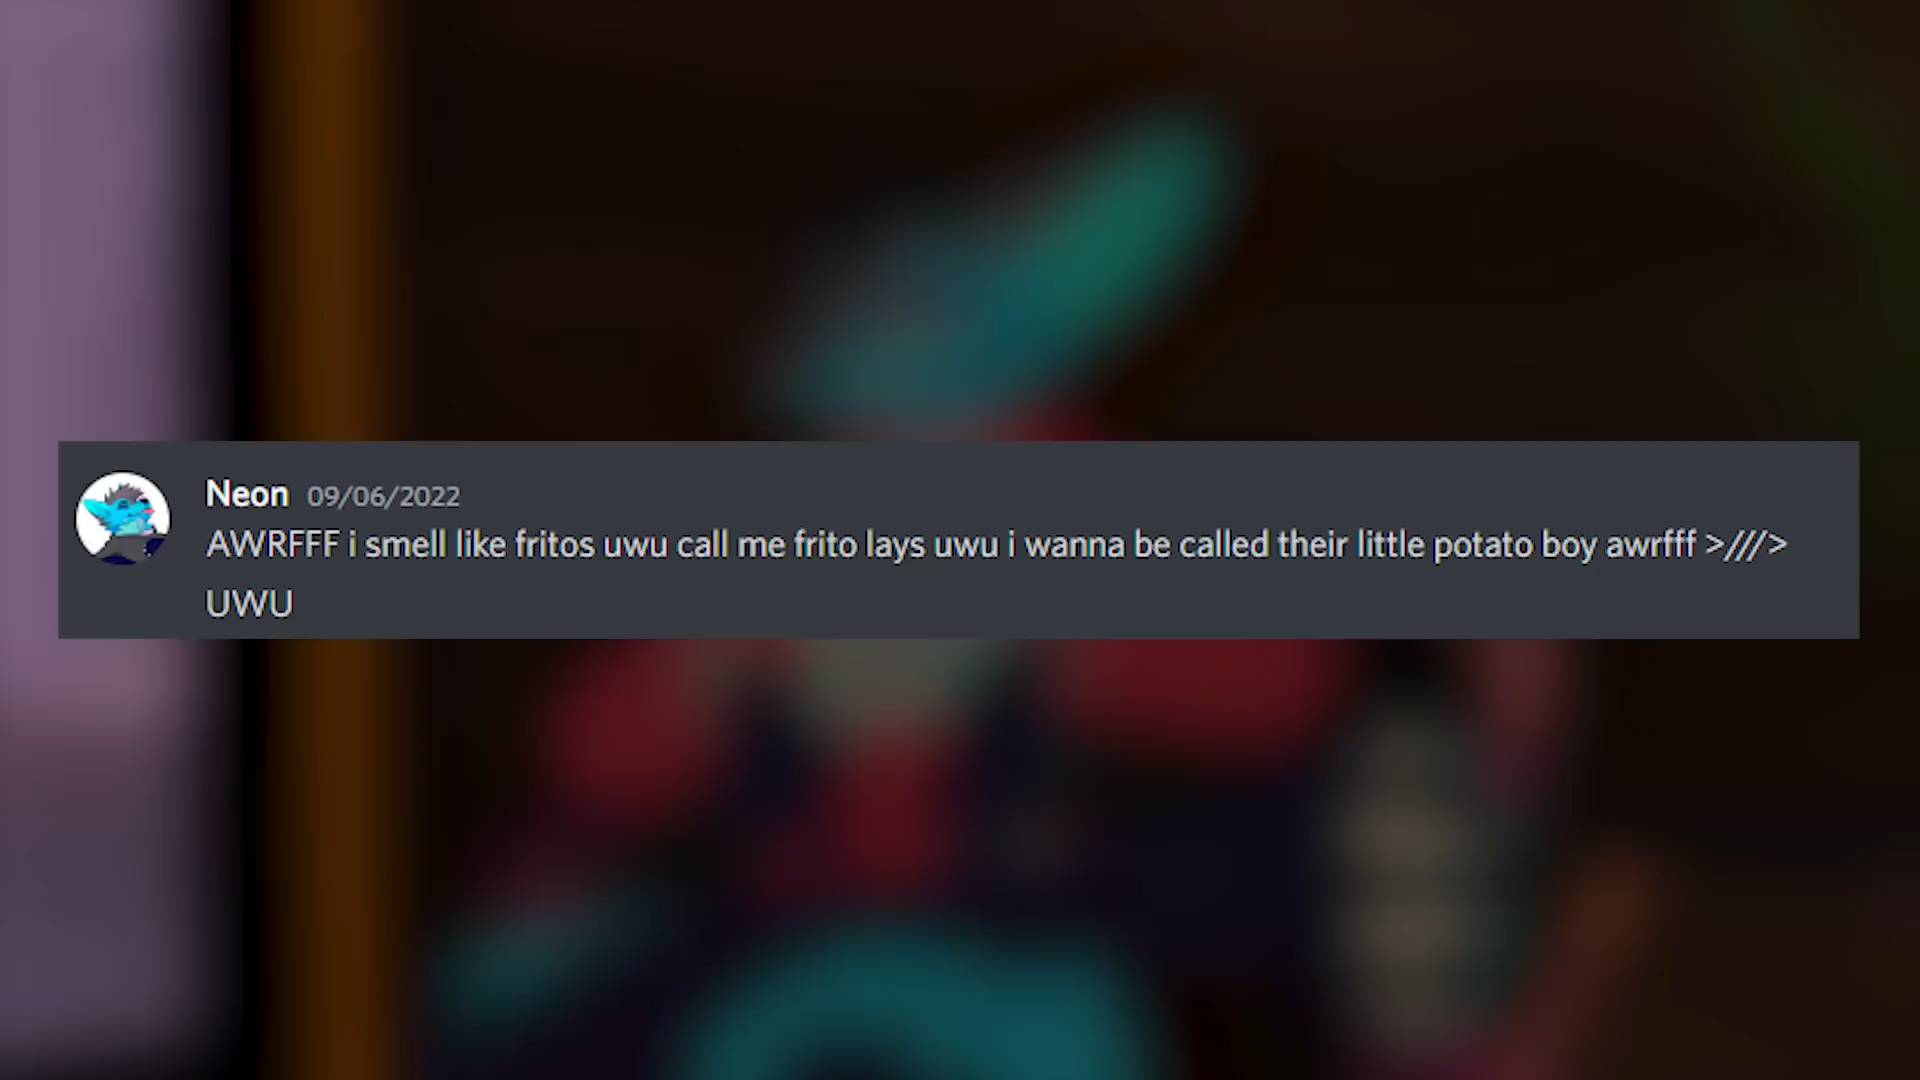 Neon 09/06/2022
AWRFFF i smell like fritos uwu call me frito lays uwu i wanna be called their little potato boy awrfff >///>
UWU